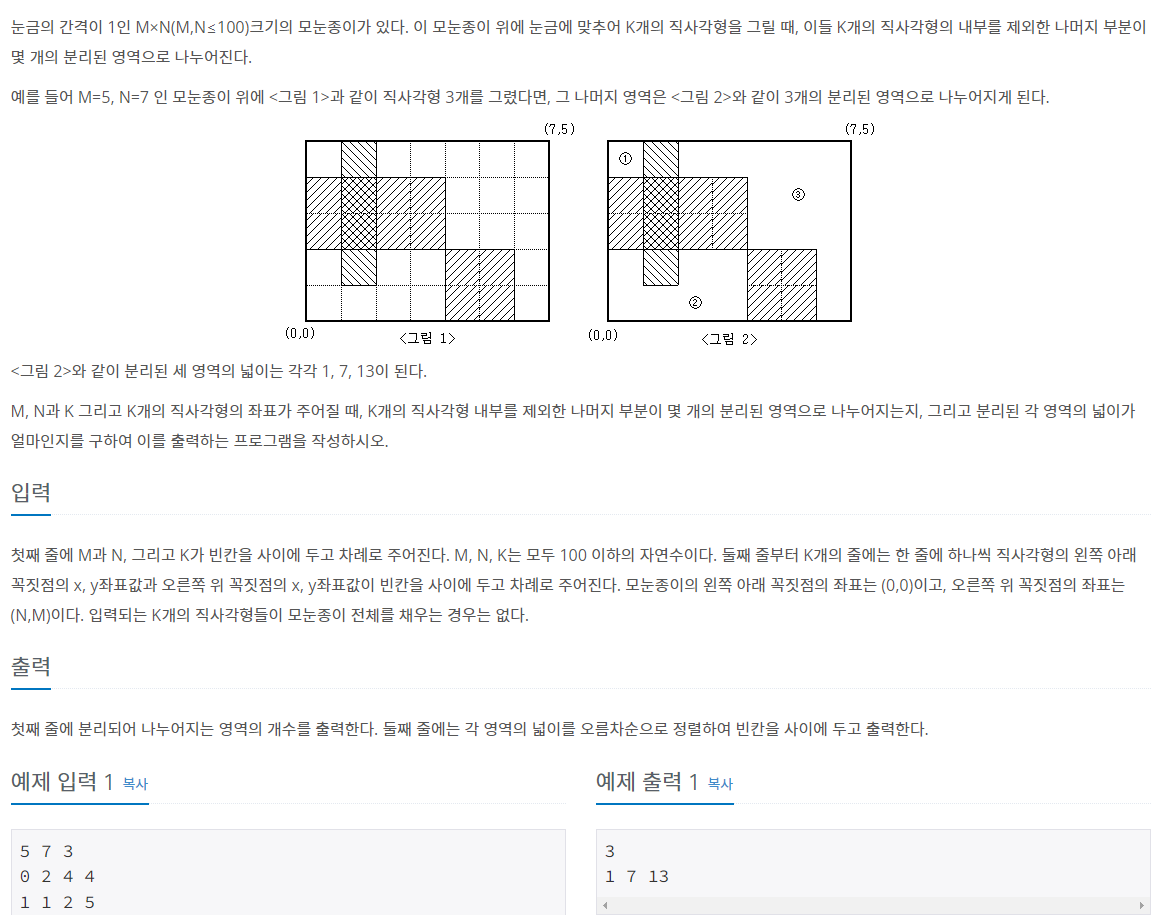 눈금의 간격이 1인 M×N(M,N≤100)크기의 모눈종이가 있다. 이 모눈종이 위에 눈금에 맞추어 K개의 직사각형을 그릴 때, 이들 K개의 직사각형의 내부를 제외한 나머지 부분이
몇 개의 분리된 영역으로 나누어진다.
예를 들어 M=5, N=7 인 모눈종이 위에 <그림 1>과 같이 직사각형 3개를 그렸다면, 그 나머지 영역은 <그림 2>와 같이 3개의 분리된 영역으로 나누어지게 된다.
(7,5) (7,5)
①
③
②
(0,0) <그림 1> (0,0) <그림 2>
<그림 2>와 같이 분리된 세 영역의 넓이는 각각 1, 7, 13이 된다.
M, N과 K 그리고 K개의 직사각형의 좌표가 주어질 때, K개의 직사각형 내부를 제외한 나머지 부분이 몇 개의 분리된 영역으로 나누어지는지, 그리고 분리된 각 영역의 넓이가
얼마인지를 구하여 이를 출력하는 프로그램을 작성하시오.
입력
첫째 줄에 M과 N, 그리고 K가 빈칸을 사이에 두고 차례로 주어진다. M, N, K는 모두 100 이하의 자연수이다. 둘째 줄부터 K개의 줄에는 한 줄에 하나씩 직사각형의 왼쪽 아래
꼭짓점의 x, y좌표값과 오른쪽 위 꼭짓점의 x, y좌표값이 빈칸을 사이에 두고 차례로 주어진다. 모눈종이의 왼쪽 아래 꼭짓점의 좌표는 (0,0)이고, 오른쪽 위 꼭짓점의 좌표는
(N,M)이다. 입력되는 K개의 직사각형들이 모눈종이 전체를 채우는 경우는 없다.
출력
첫째 줄에 분리되어 나누어지는 영역의 개수를 출력한다. 둘째 줄에는 각 영역의 넓이를 오름차순으로 정렬하여 빈칸을 사이에 두고 출력한다.
예제 입력 1 복사
5 7 3
0 2 4 4
1 1 2 5
예제 출력 1 복사
3
1 7 13